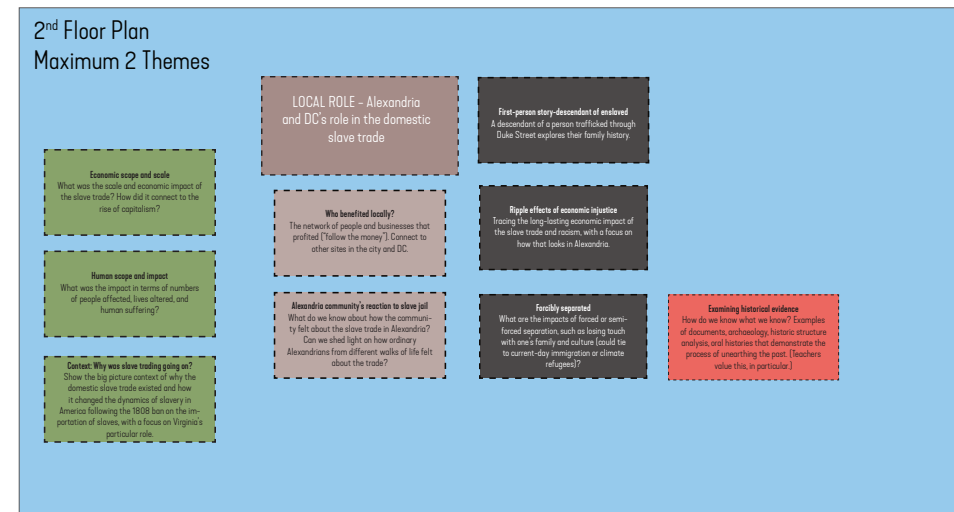 2nd Floor Plan
Maximum 2 Themes
LOCAL ROLE – Alexandria
and DC's role in the domestic
slave trade
First-person story-descendant of enslaved
A descendant of a person trafficked through
Duke Street explores their family history.
Economic scope and scale
What was the scale and economic impact of
the slave trade? How did it connect to the
rise of capitalism?
Who benefited locally?
The network of people and businesses that
profited ("follow the money"). Connect to
other sites in the city and DC.
Ripple effects of economic injustice
Tracing the long-lasting economic impact of
the slave trade and racism, with a focus on
how that looks in Alexandria.
Human scope and impact
What was the impact in terms of numbers
of people affected, lives altered, and
human suffering?
Alexandria community's reaction to slave jail
What do we know about how the communi-
ty felt about the slave trade in Alexandria?
Can we shed light on how ordinary
Alexandrians from different walks of life felt
about the trade?
Forcibly separated
What are the impacts of forced or semi-
forced separation, such as losing touch
with one's family and culture (could tie
to current-day immigration or climate
refugees)?
Examining historical evidence
How do we know what we know? Examples
of documents, archaeology, historic structure
analysis, oral histories that demonstrate the
process of unearthing the past. (Teachers
value this, in particular.)
Context: Why was slave trading going on?
Show the big picture context of why the
domestic slave trade existed and how
it changed the dynamics of slavery in
America following the 1808 ban on the im-
portation of slaves, with a focus on Virginia's
particular role.